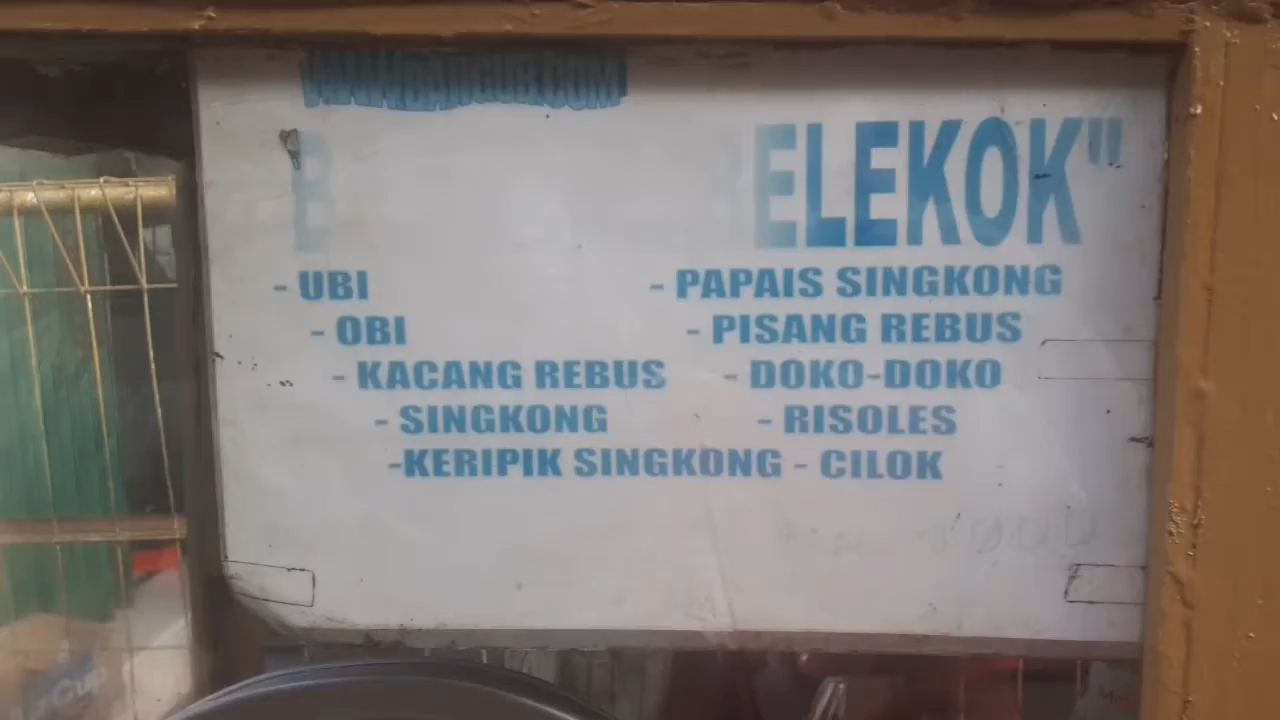 ELEKOK"
- UBI - PAPAIS SINGKONG
- OBI - PISANG REBUS
- KACANG REBUS - DOKO-DOKO
- SINGKONG - RISOLES
-KERIPIK SINGKONG - CILOK